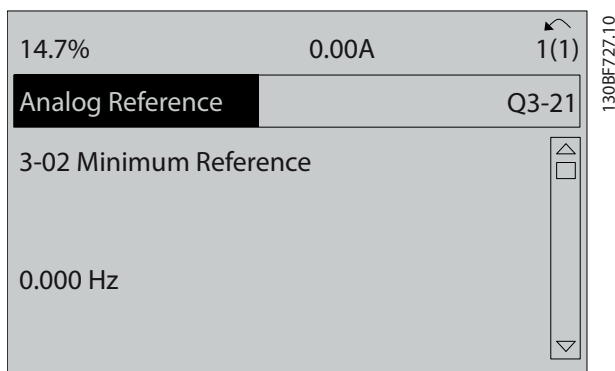 14.7% 0.00A 1(1)
Analog Reference Q3-21
3-02 Minimum Reference
0.000 Hz
130BF727.10